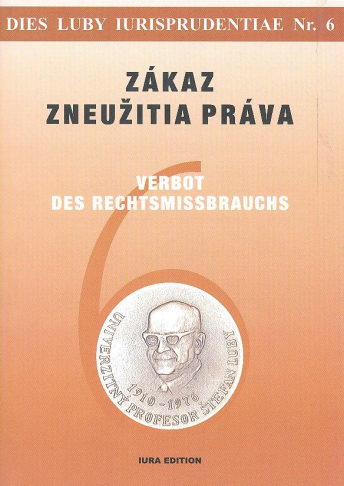 DIES LUBY IURISPRUDENTIAE Nr. 6
ZÁKAZ
ZNEUŽITIA PRÁVA
VERBOT
DES RECHTSMISSBRAUCHS
6
UNIVERZITNÝ PROFESOR ŠTEFAN LUBY
1910-1976
IURA EDITION